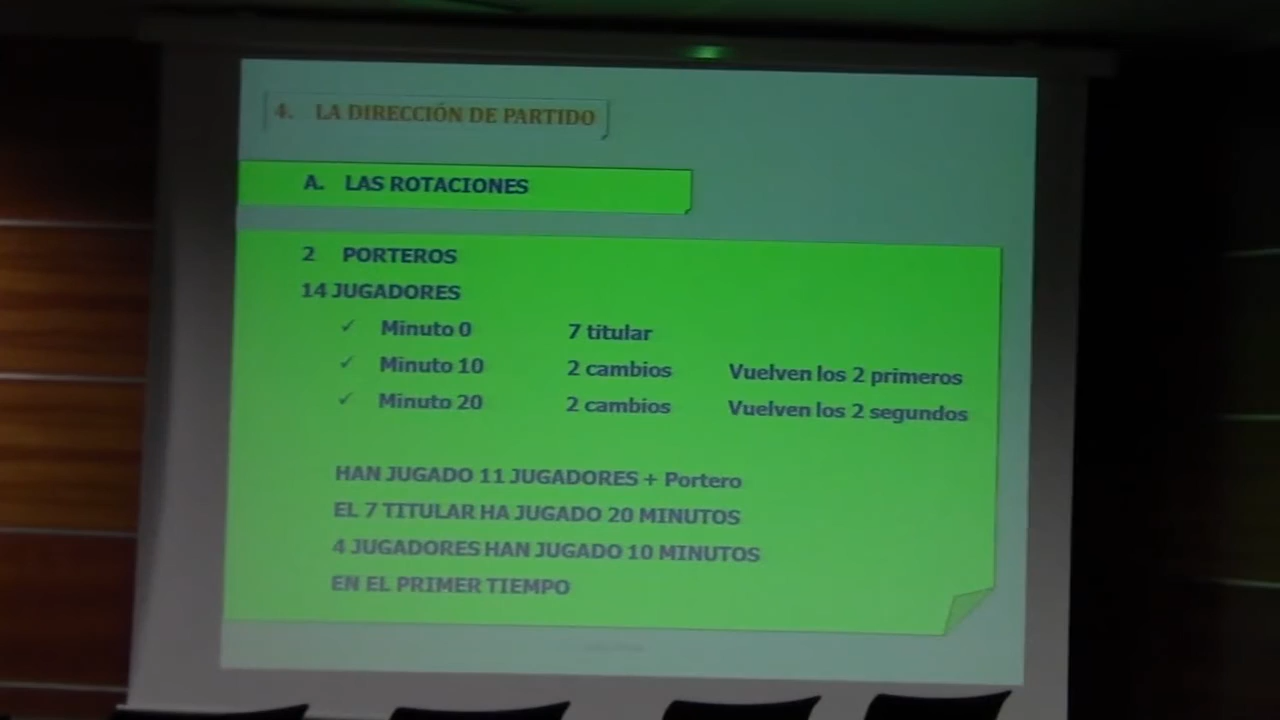 4. LA DIRECCIÓN DE PARTIDO
A. LAS ROTACIONES
2 PORTEROS
14 JUGADORES
✓ Minuto 0 7 titular
✓ Minuto 10 2 cambios Vuelven los 2 primeros
✓ Minuto 20 2 cambios Vuelven los 2 segundos
HAN JUGADO 11 JUGADORES + Portero
EL 7 TITULAR HA JUGADO 20 MINUTOS
4 JUGADORES HAN JUGADO 10 MINUTOS
EN EL PRIMER TIEMPO